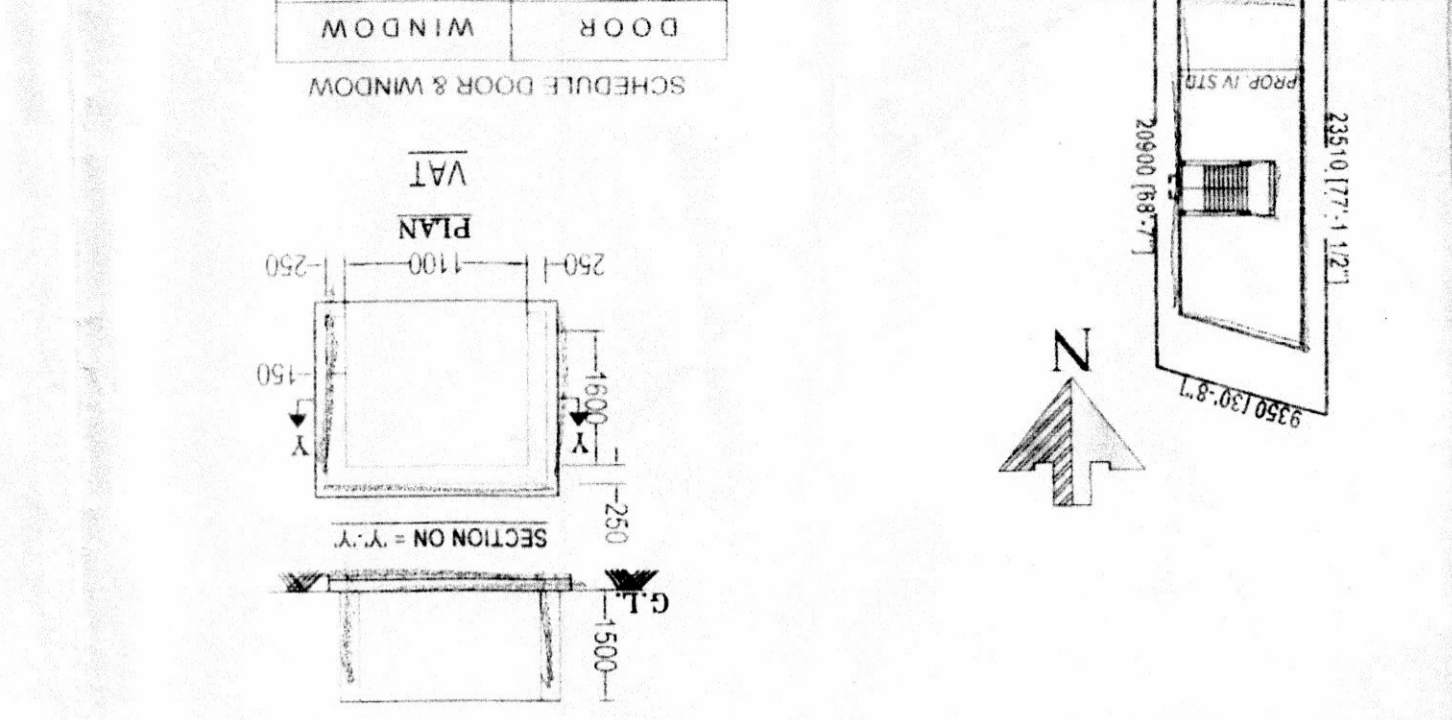 1500
G.L.
SECTION ON = 'Y'-'Y'
250
Y
Y
1600
150
250
1100
250
PLAN
VAT
SCHEDULE DOOR & WINDOW
DOOR
WINDOW
9350 [30'-8"]
N
23510 [77'-1 1/2"]
20900 [68'-7"]
PROP. IV STO